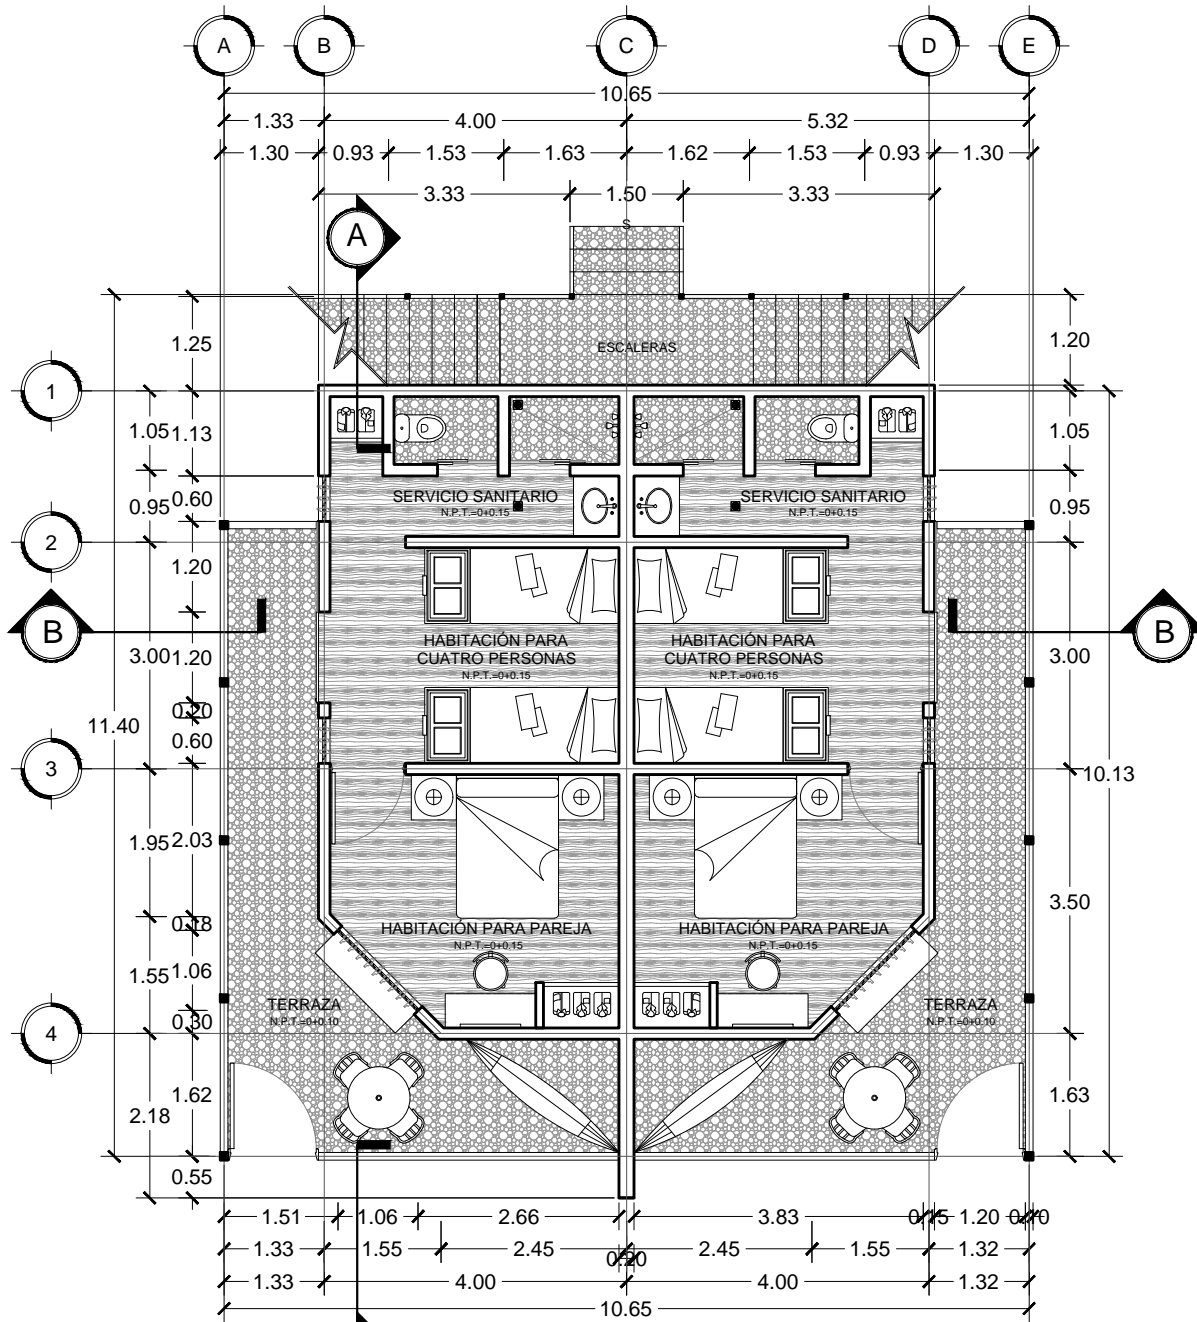 A B C D E
10.65
1.33 4.00 5.32
1.30 0.93 1.53 1.63 1.62 1.53 0.93 1.30
3.33 1.50 3.33
A
S
1.25 ESCALERAS 1.20
1
1.05 1.13 1.05
SERVICIO SANITARIO SERVICIO SANITARIO
N.P.T.=0+0.15 N.P.T.=0+0.15
0.95 0.60 0.95
2
1.20
B B
HABITACIÓN PARA HABITACIÓN PARA
CUATRO PERSONAS CUATRO PERSONAS
N.P.T.=0+0.15 N.P.T.=0+0.15
3.00 1.20 3.00
0.20
11.40
0.60
3
10.13
1.95 2.03
3.50
0.18
HABITACIÓN PARA PAREJA HABITACIÓN PARA PAREJA
N.P.T.=0+0.15 N.P.T.=0+0.15
1.55 1.06
TERRAZA TERRAZA
N.P.T.=0+0.10 N.P.T.=0+0.10
0.30
4
1.62 1.63
2.18
0.55
1.51 1.06 2.66 3.83 0.15 1.20 0.10
1.33 1.55 2.45 0.20 2.45 1.55 1.32
1.33 4.00 4.00 1.32
10.65